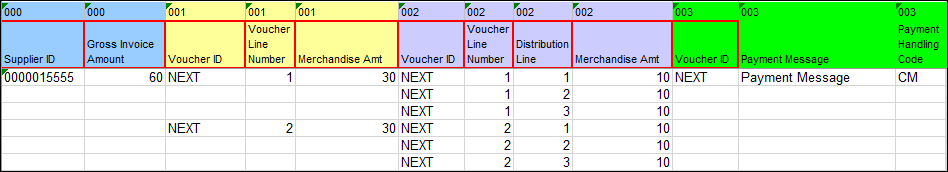 000 000 001 001 001 002 002 002 002 003 003 003
Supplier ID Gross Invoice Amount Voucher ID Voucher Line Number Merchandise Amt Voucher ID Voucher Line Number Distribution Line Merchandise Amt Voucher ID Payment Message Payment Handling Code
0000015555 60 NEXT 1 30 NEXT 1 1 10 NEXT Payment Message CM
NEXT 1 2 10
NEXT 1 3 10
NEXT 2 30 NEXT 2 1 10
NEXT 2 2 10
NEXT 2 3 10